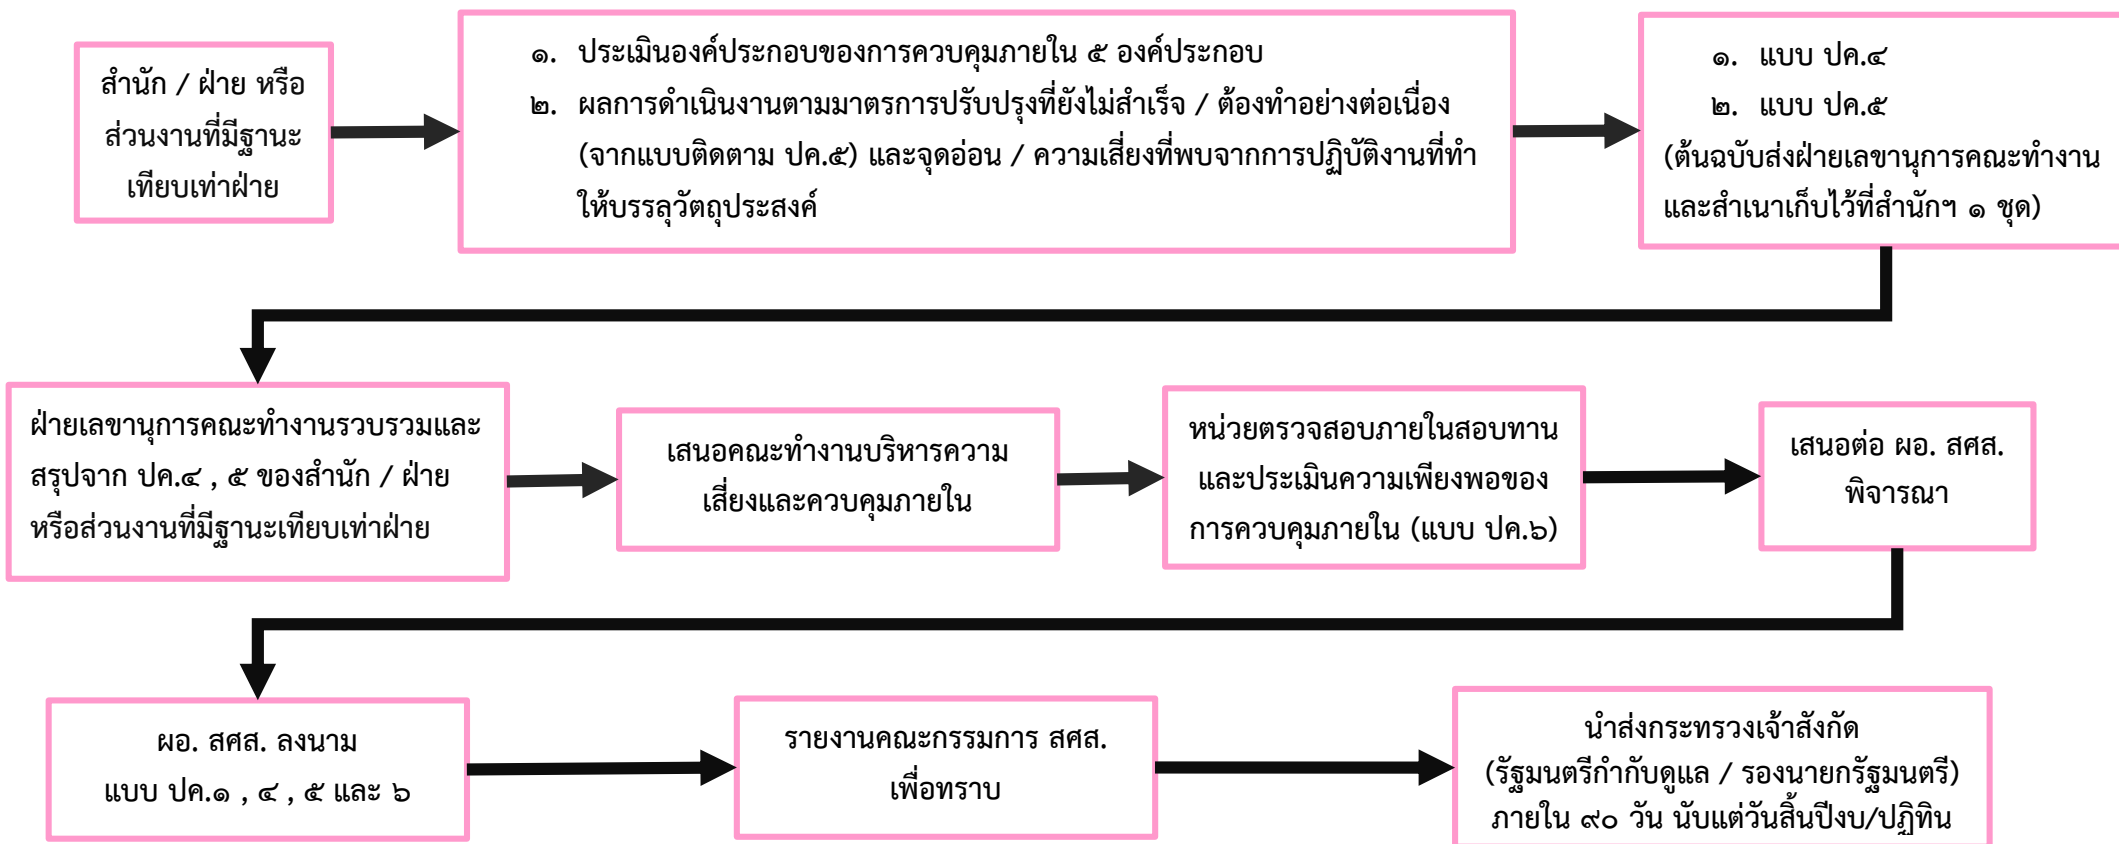 สำนัก / ฝ่าย หรือ
ส่วนงานที่มีฐานะ
เทียบเท่าฝ่าย
๑. ประเมินองค์ประกอบของการควบคุมภายใน ๕ องค์ประกอบ
๒. ผลการดำเนินงานตามมาตรการปรับปรุงที่ยังไม่สำเร็จ / ต้องทำอย่างต่อเนื่อง
(จากแบบติดตาม ปค.๕) และจุดอ่อน / ความเสี่ยงที่พบจากการปฏิบัติงานที่ทำ
ให้บรรลุวัตถุประสงค์
๑. แบบ ปค.๔
๒. แบบ ปค.๕
(ต้นฉบับส่งฝ่ายเลขานุการคณะทำงาน
และสำเนาเก็บไว้ที่สำนักฯ ๑ ชุด)
ฝ่ายเลขานุการคณะทำงานรวบรวมและ
สรุปจาก ปค.๔ , ๕ ของสำนัก / ฝ่าย
หรือส่วนงานที่มีฐานะเทียบเท่าฝ่าย
เสนอคณะทำงานบริหารความ
เสี่ยงและควบคุมภายใน
หน่วยตรวจสอบภายในสอบทาน
และประเมินความเพียงพอของ
การควบคุมภายใน (แบบ ปค.๖)
เสนอต่อ ผอ. สศส.
พิจารณา
ผอ. สศส. ลงนาม
แบบ ปค.๑ , ๔ , ๕ และ ๖
รายงานคณะกรรมการ สศส.
เพื่อทราบ
นำส่งกระทรวงเจ้าสังกัด
(รัฐมนตรีกำกับดูแล / รองนายกรัฐมนตรี)
ภายใน ๙๐ วัน นับแต่วันสิ้นปีงบ/ปฏิทิน